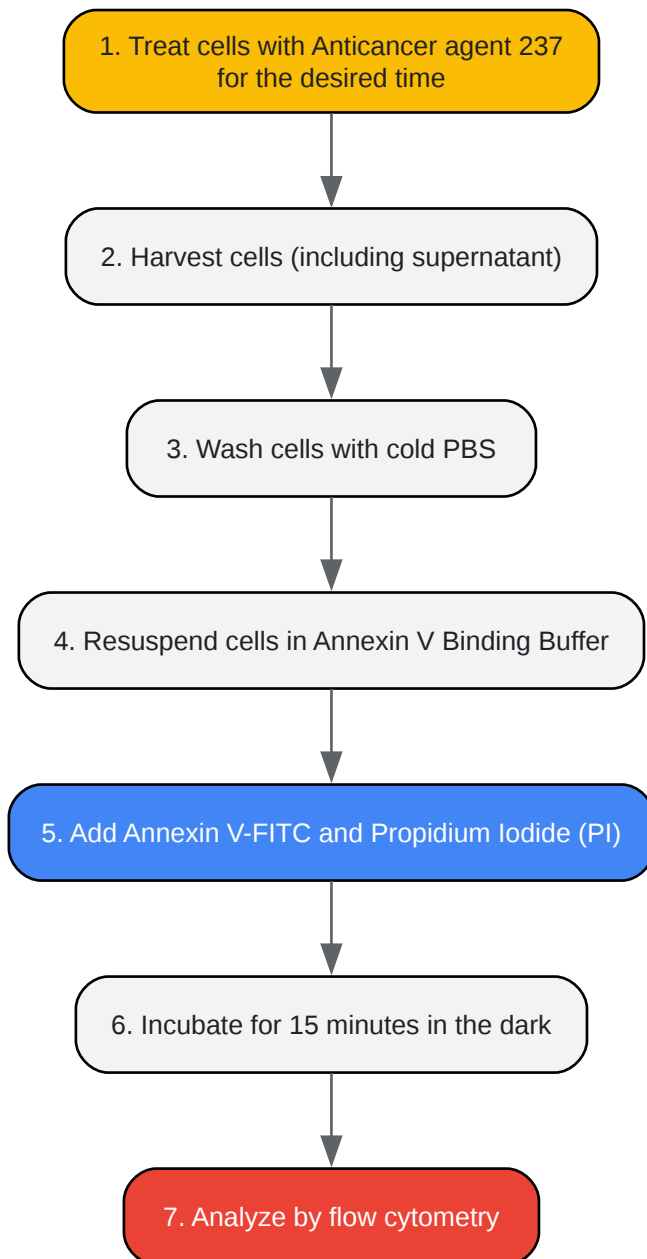 1. Treat cells with Anticancer agent 237
for the desired time
2. Harvest cells (including supernatant)
3. Wash cells with cold PBS
4. Resuspend cells in Annexin V Binding Buffer
5. Add Annexin V-FITC and Propidium Iodide (PI)
6. Incubate for 15 minutes in the dark
7. Analyze by flow cytometry